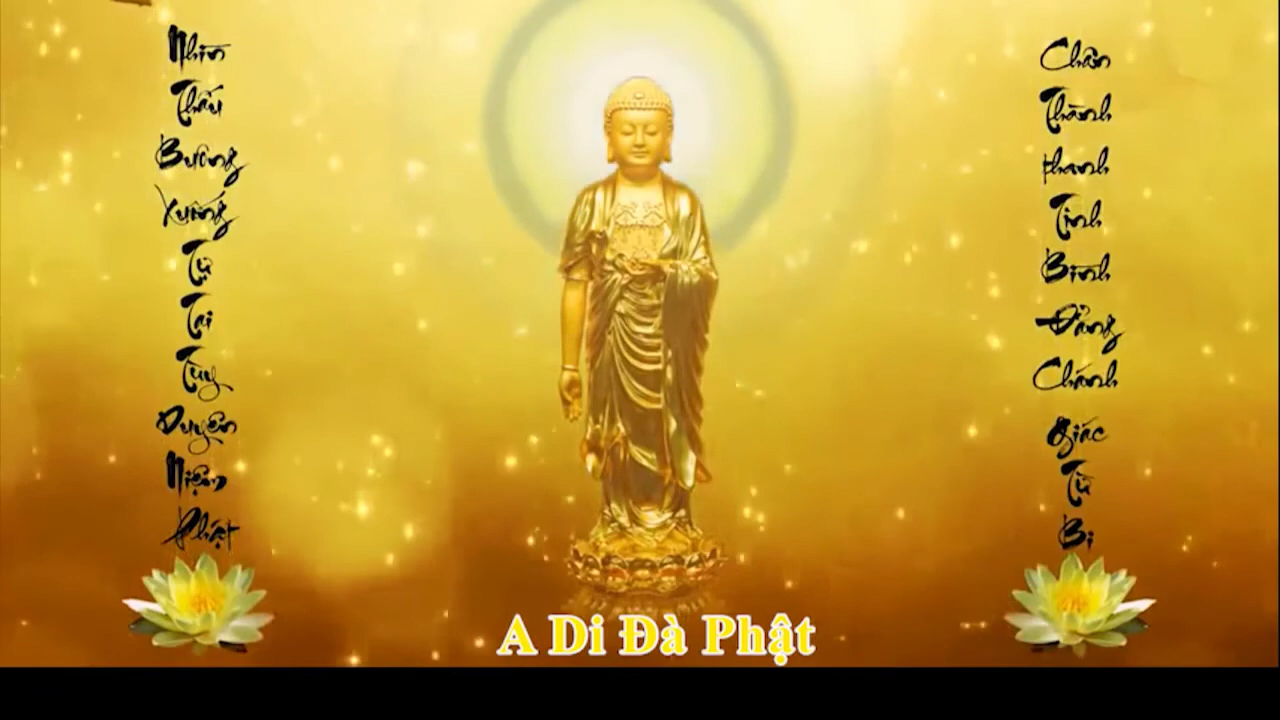 Nhìn
Thấu
Buông
Xuống
Tự
Tại
Tùy
Duyên
Niệm
Phật
Chân
Thành
thanh
Tịnh
Bình
Đẳng
Chánh
giác
Từ
Bi
A Di Đà Phật